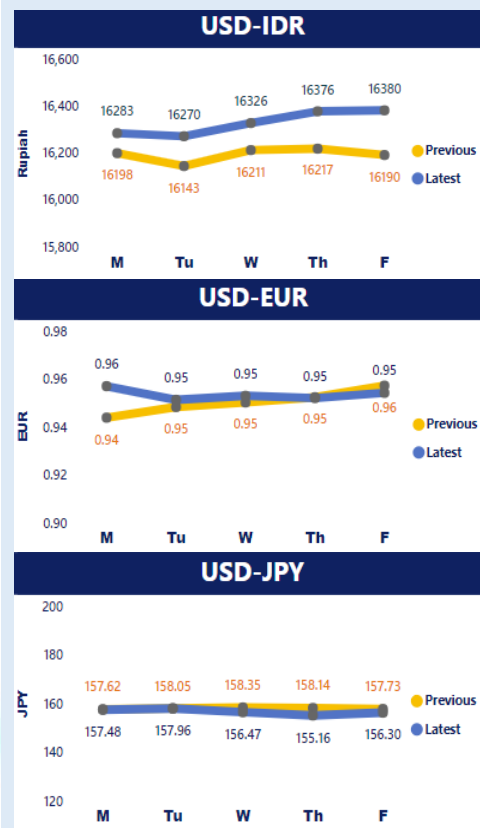 USD-IDR
16,600
16,400
16,200
16,000
15,800
Rupiah
16283 16270 16326 16376 16380
16198 16143 16211 16217 16190
Previous
Latest
M Tu W Th F
USD-EUR
0.98
0.96
0.94
0.92
0.90
EUR
0.96 0.95 0.95 0.95 0.95
0.94 0.95 0.95 0.95 0.96
Previous
Latest
M Tu W Th F
USD-JPY
200
180
160
140
120
JPY
157.62 158.05 158.35 158.14 157.73
157.48 157.96 156.47 155.16 156.30
Previous
Latest
M Tu W Th F